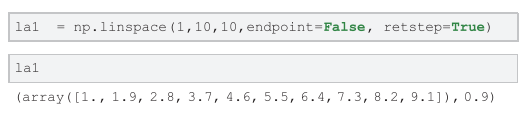 la1  = np.linspace(1,10,10,endpoint=False, retstep=True)
la1
(array([1., 1.9, 2.8, 3.7, 4.6, 5.5, 6.4, 7.3, 8.2, 9.1]), 0.9)